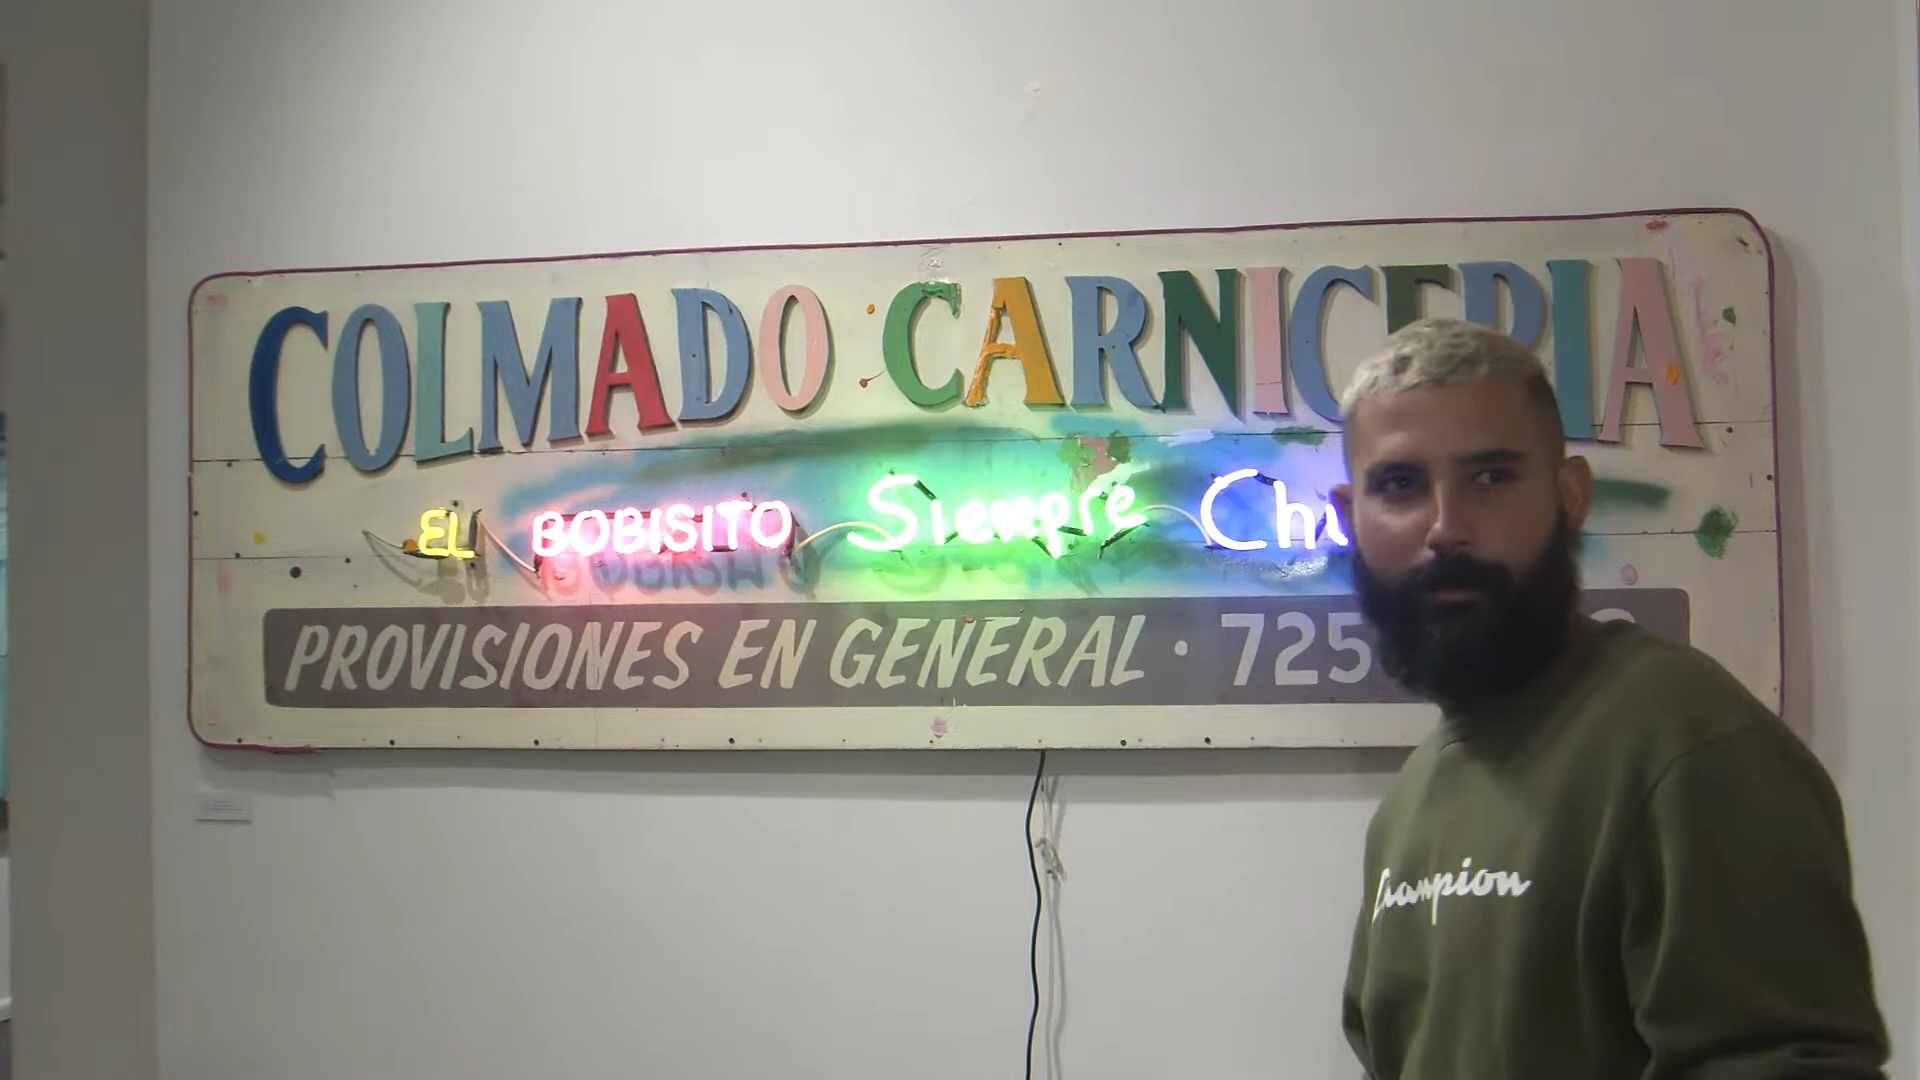 COLMADO CARNICERIA
EL BOBISITO Siempre
PROVISIONES EN GENERAL · 725
Champion